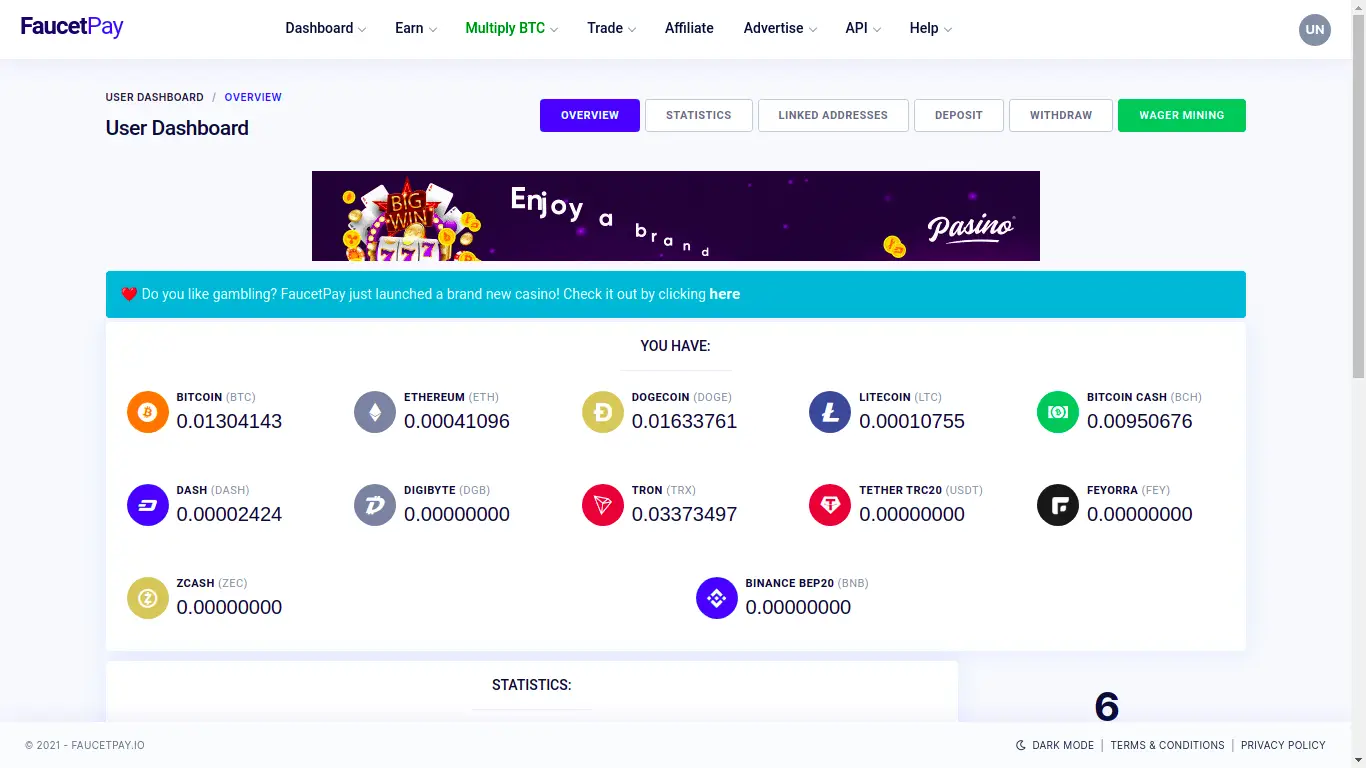 FaucetPay
Dashboard Earn Multiply BTC Trade Affiliate Advertise API Help
UN
USER DASHBOARD / OVERVIEW
User Dashboard
OVERVIEW STATISTICS LINKED ADDRESSES DEPOSIT WITHDRAW WAGER MINING
BIG WIN
777
Enjoy a brand
Pasino
Do you like gambling? FaucetPay just launched a brand new casino! Check it out by clicking here
YOU HAVE:
BITCOIN (BTC)
0.01304143
ETHEREUM (ETH)
0.00041096
DOGECOIN (DOGE)
0.01633761
LITECOIN (LTC)
0.00010755
BITCOIN CASH (BCH)
0.00950676
DASH (DASH)
0.00002424
DIGIBYTE (DGB)
0.00000000
TRON (TRX)
0.03373497
TETHER TRC20 (USDT)
0.00000000
FEYORRA (FEY)
0.00000000
ZCASH (ZEC)
0.00000000
BINANCE BEP20 (BNB)
0.00000000
STATISTICS:
6
© 2021 - FAUCETPAY.IO
DARK MODE | TERMS & CONDITIONS | PRIVACY POLICY